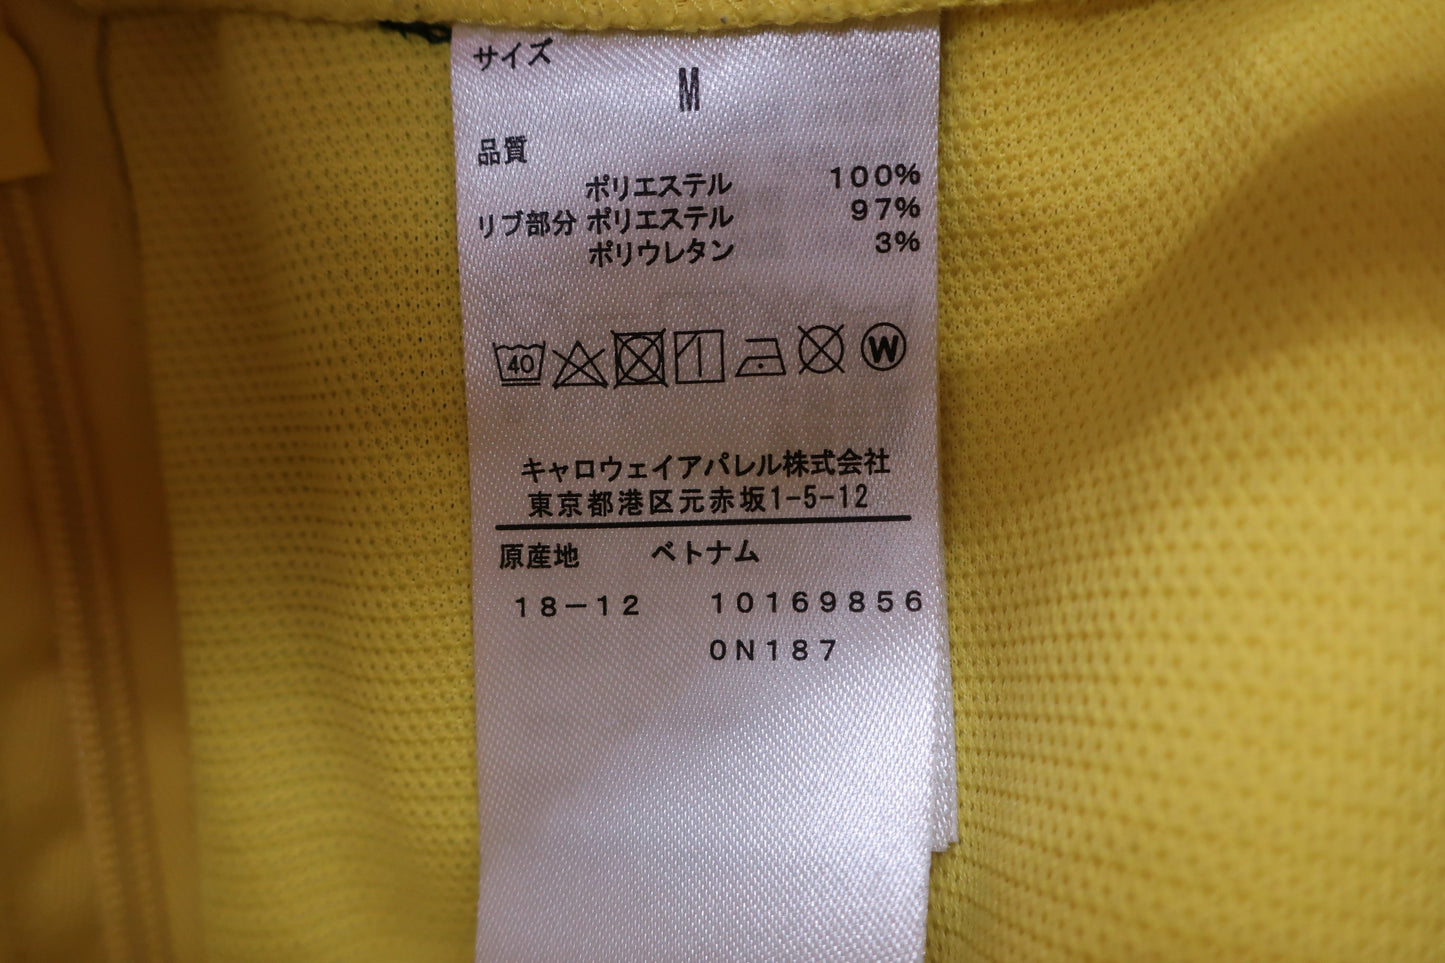 サイズ
M
品質
ポリエステル 100%
リブ部分 ポリエステル 97%
ポリウレタン 3%
40 W
キャロウェイアパレル株式会社
東京都港区元赤坂1-5-12
原産地 ベトナム
18-12 10169856
0N187